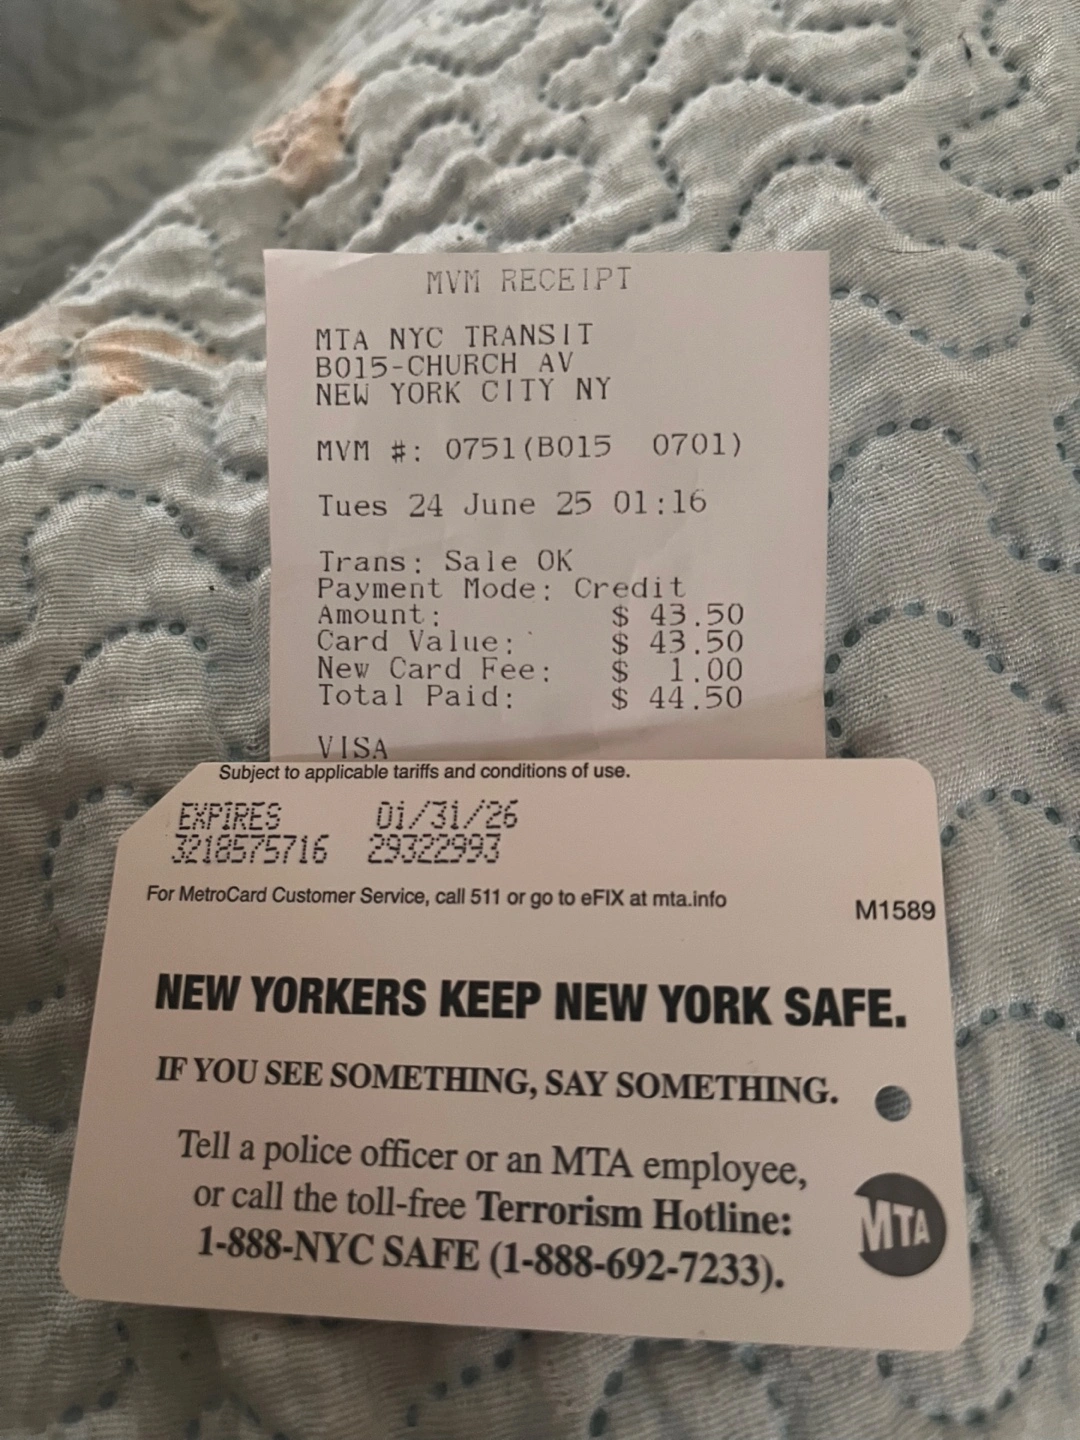 MVM RECEIPT
MTA NYC TRANSIT
B015-CHURCH AV
NEW YORK CITY NY
MVM #: 0751(B015 0701)
Tues 24 June 25 01:16
Trans: Sale OK
Payment Mode: Credit
Amount: $ 43.50
Card Value: $ 43.50
New Card Fee: $ 1.00
Total Paid: $ 44.50
VISA
Subject to applicable tariffs and conditions of use.
EXPIRES 01/31/26
3218575716 29322993
For MetroCard Customer Service, call 511 or go to eFIX at mta.info
M1589
NEW YORKERS KEEP NEW YORK SAFE.
IF YOU SEE SOMETHING, SAY SOMETHING.
Tell a police officer or an MTA employee,
or call the toll-free Terrorism Hotline:
1-888-NYC SAFE (1-888-692-7233).
MTA